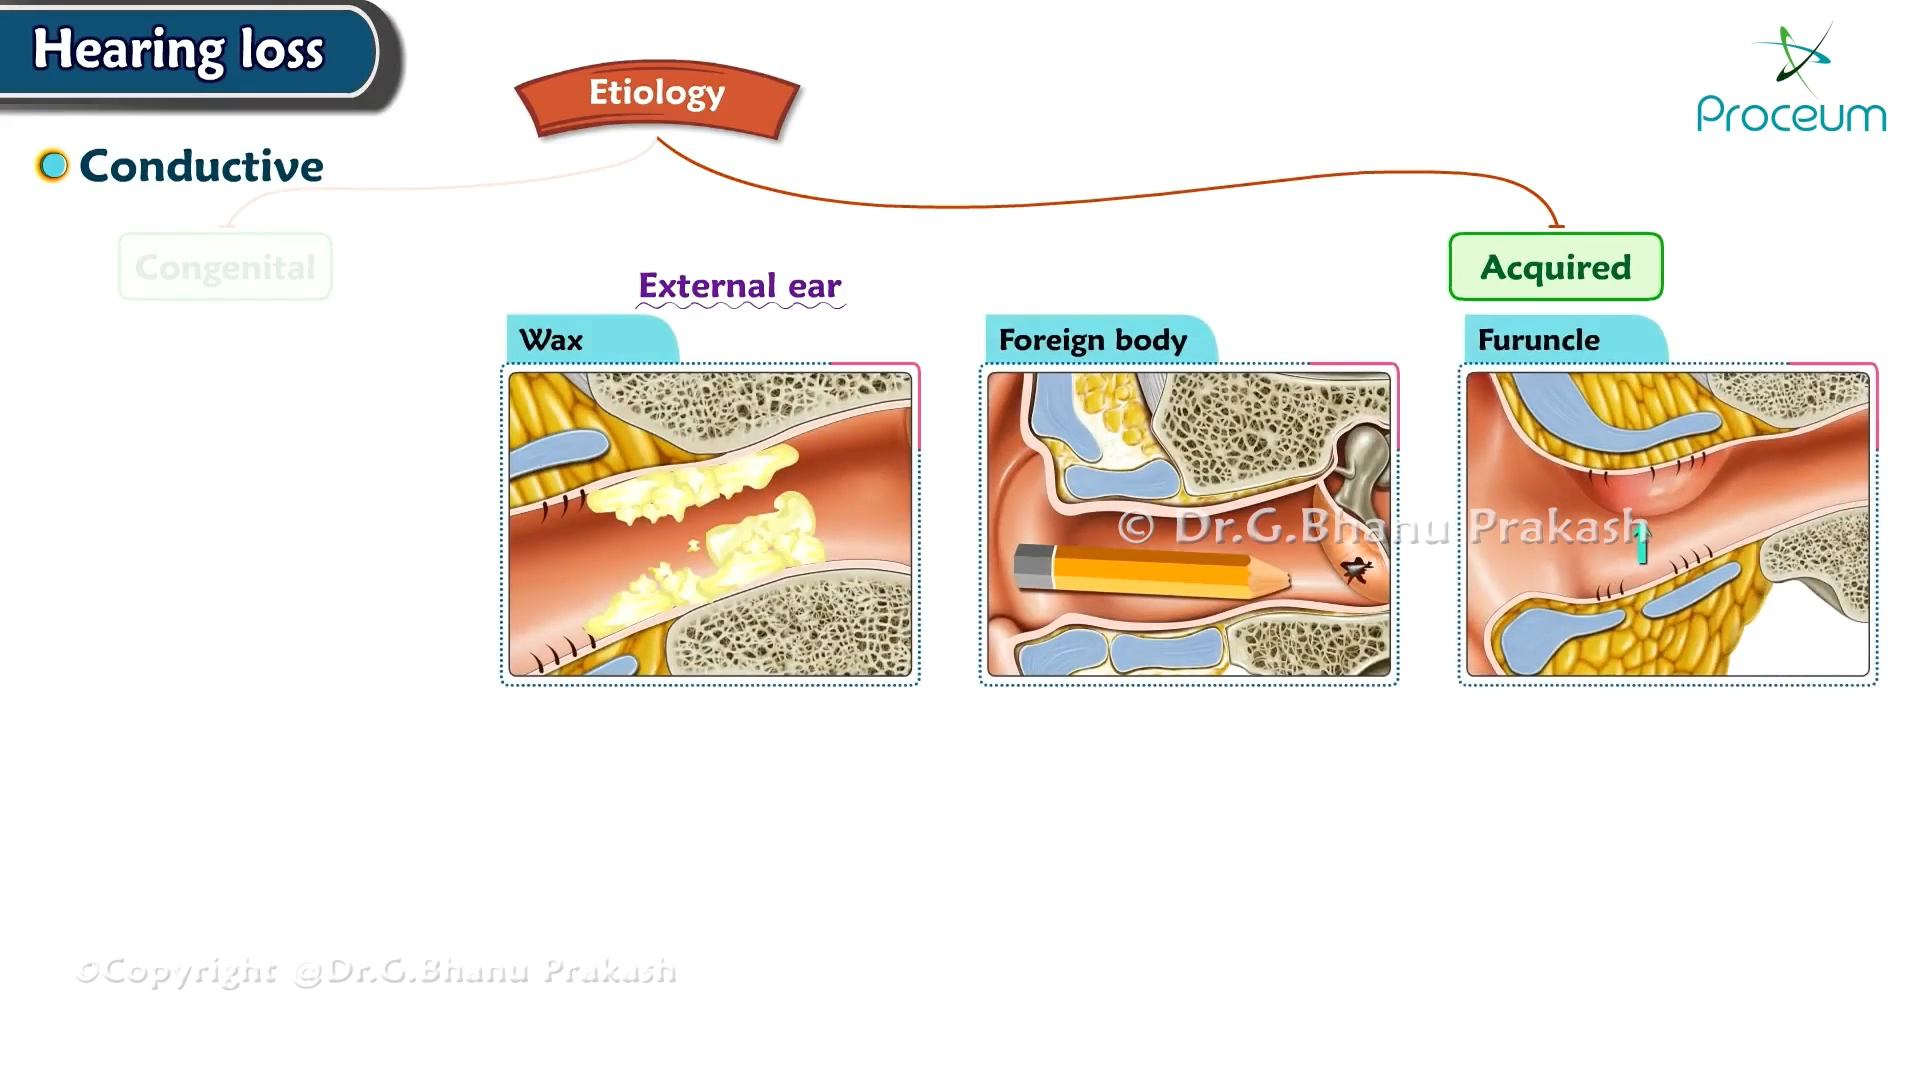 Hearing loss
Etiology
Proceum
Conductive
Congenital
Acquired
External ear
Wax
Foreign body
Furuncle
© Dr.G.Bhanu Prakash
©Copyright @Dr.G.Bhanu Prakash